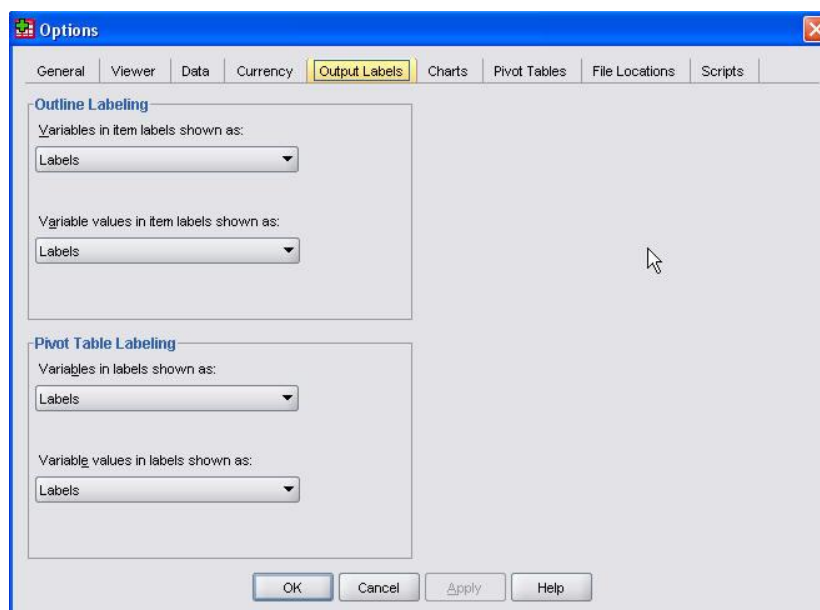 Options
General Viewer Data Currency Output Labels Charts Pivot Tables File Locations Scripts
Outline Labeling
Variables in item labels shown as:
Labels
Variable values in item labels shown as:
Labels
Pivot Table Labeling
Variables in labels shown as:
Labels
Variable values in labels shown as:
Labels
OK Cancel Apply Help